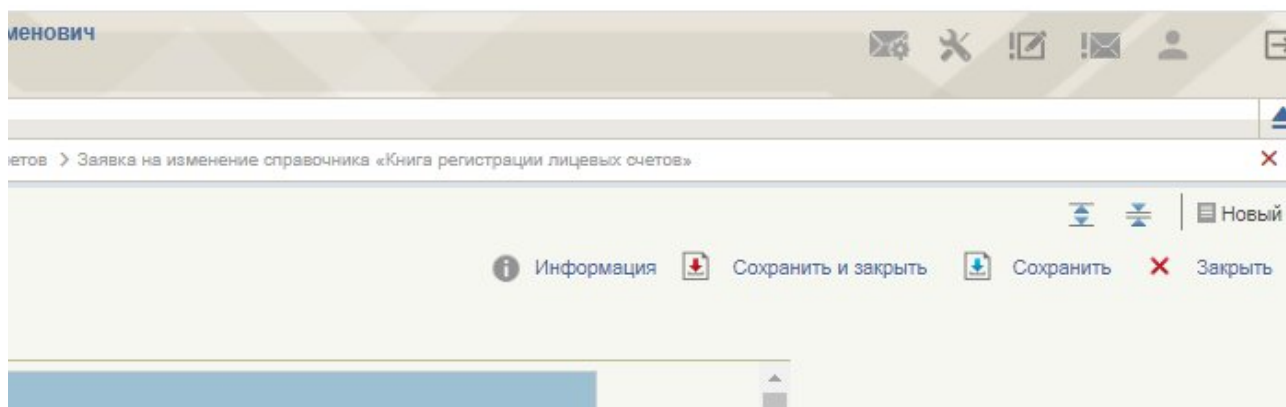 менович
етов > Заявка на изменение справочника «Книга регистрации лицевых счетов»
Новый
Информация Сохранить и закрыть Сохранить Закрыть